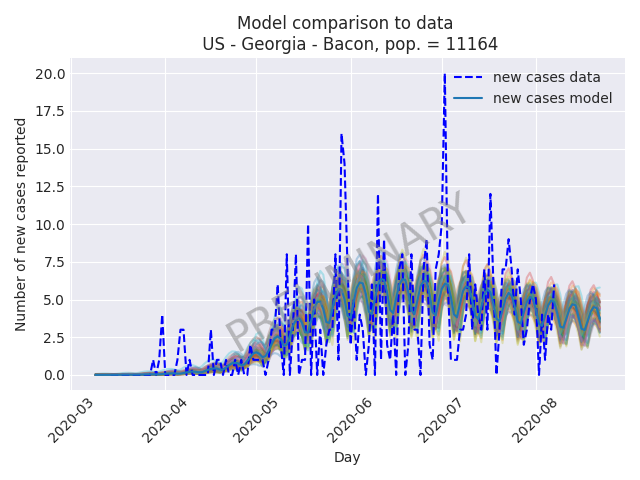 Model comparison to data
US - Georgia - Bacon, pop. = 11164
20.0
17.5
15.0
12.5
10.0
7.5
5.0
2.5
0.0
Number of new cases reported
new cases data
new cases model
PRELIMINARY
2020-03
2020-04
2020-05
2020-06
2020-07
2020-08
Day